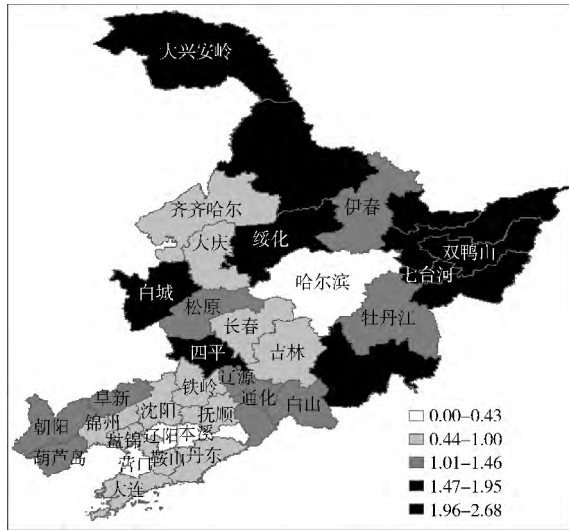 大兴安岭
齐齐哈尔
伊春
大庆
绥化
双鸭山
七台河
哈尔滨
白城
松原
牡丹江
长春
四平
吉林
铁岭
辽源
通化
白山
阜新
沈阳
抚顺
朝阳
锦州
盘锦
辽阳
本溪
葫芦岛
营口
鞍山
丹东
大连
0.00-0.43
0.44-1.00
1.01-1.46
1.47-1.95
1.96-2.68